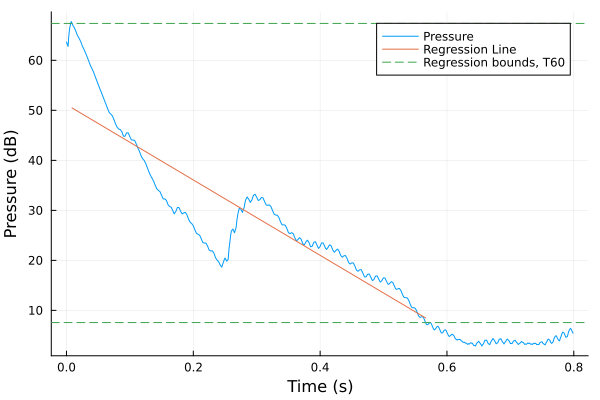 Pressure
Regression Line
Regression bounds, T60
60
50
40
30
20
10
Pressure (dB)
0.0 0.2 0.4 0.6 0.8
Time (s)